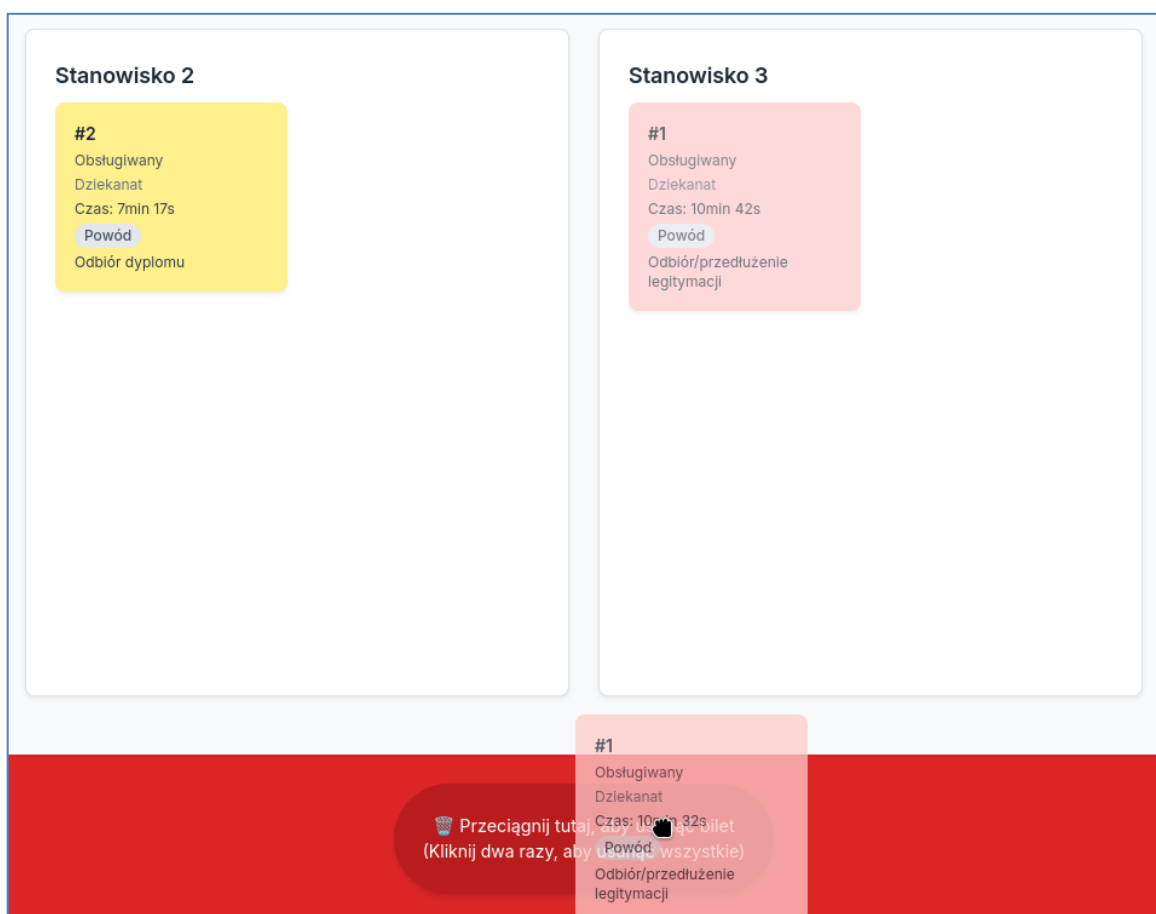 Stanowisko 2
#2
Obsługiwany
Dziekanat
Czas: 7min 17s
Powód
Odbiór dyplomu
Stanowisko 3
#1
Obsługiwany
Dziekanat
Czas: 10min 42s
Powód
Odbiór/przedłużenie
legitymacji
#1
Obsługiwany
Dziekanat
Czas: 10min 32s
Powód
Odbiór/przedłużenie
legitymacji
🗑️ Przeciągnij tutaj, aby usunąć bilet
(Kliknij dwa razy, aby usunąć wszystkie)